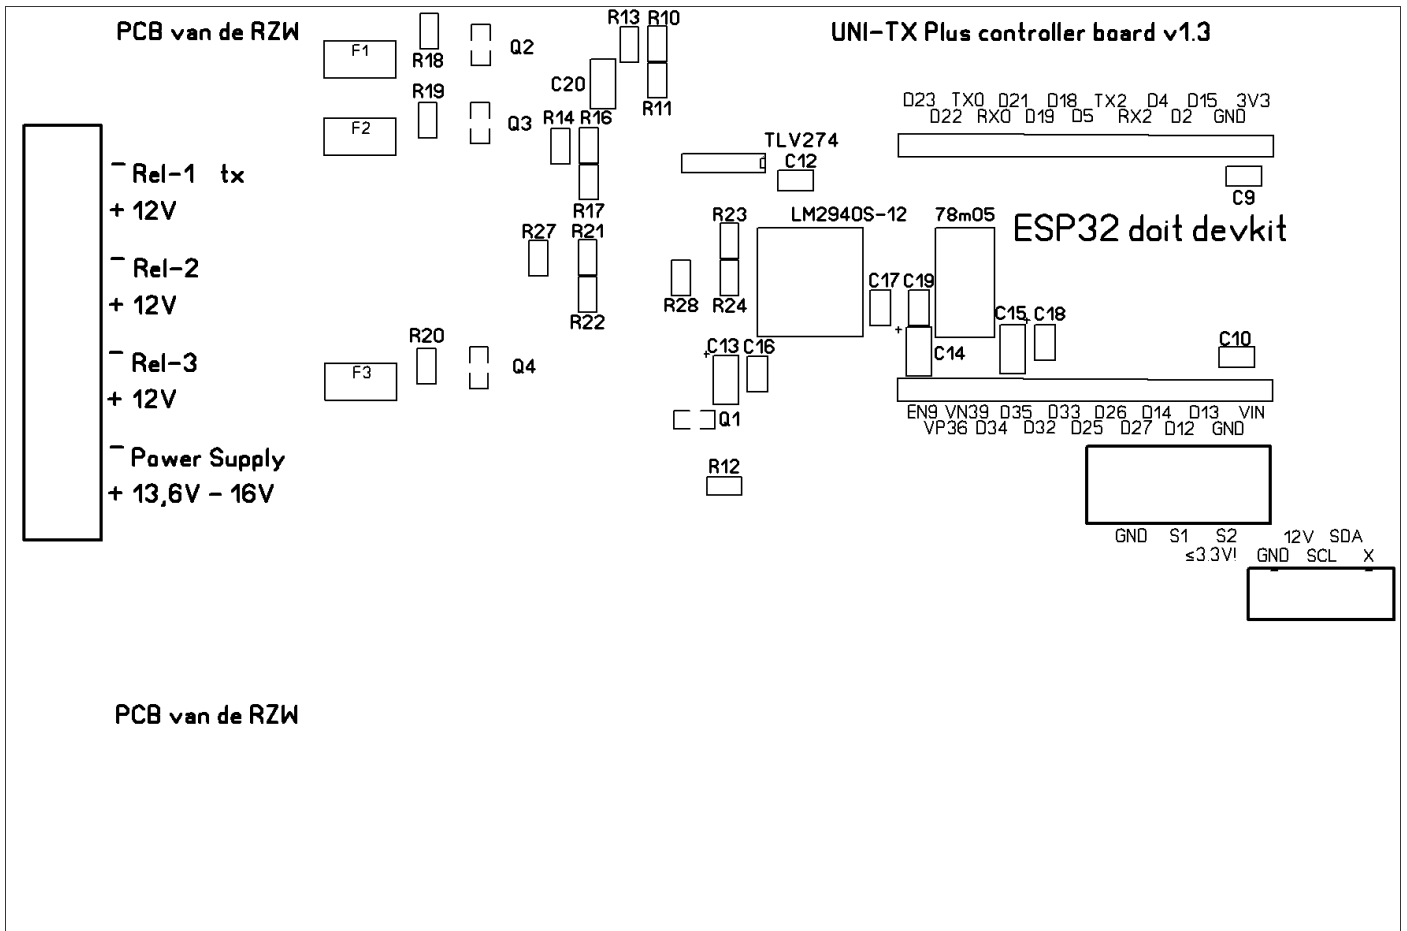 PCB van de RZW
UNI-TX Plus controller board v1.3
R13 R10
F1
R18
Q2
C20
R11
R19
F2
Q3
R14 R16
R17
D23 TX0 D21 D18 TX2 D4 D15 3V3
D22 RX0 D19 D5 RX2 D2 GND
TLV274
C12
C9
- Rel-1 tx
+ 12V
R23
LM2940S-12
78m05
ESP32 doit devkit
R27 R21
- Rel-2
+ 12V
R28 R24
R22
C17 C19
+
C15 + C18
C14
C10
R20
- Rel-3
+ 12V
F3
Q4
+ C13 C16
Q1
EN9 VN39 D35 D33 D26 D14 D13 VIN
VP36 D34 D32 D25 D27 D12 GND
- Power Supply
+ 13,6V - 16V
R12
GND S1 S2
≤3.3V!
12V SDA
GND SCL X
PCB van de RZW